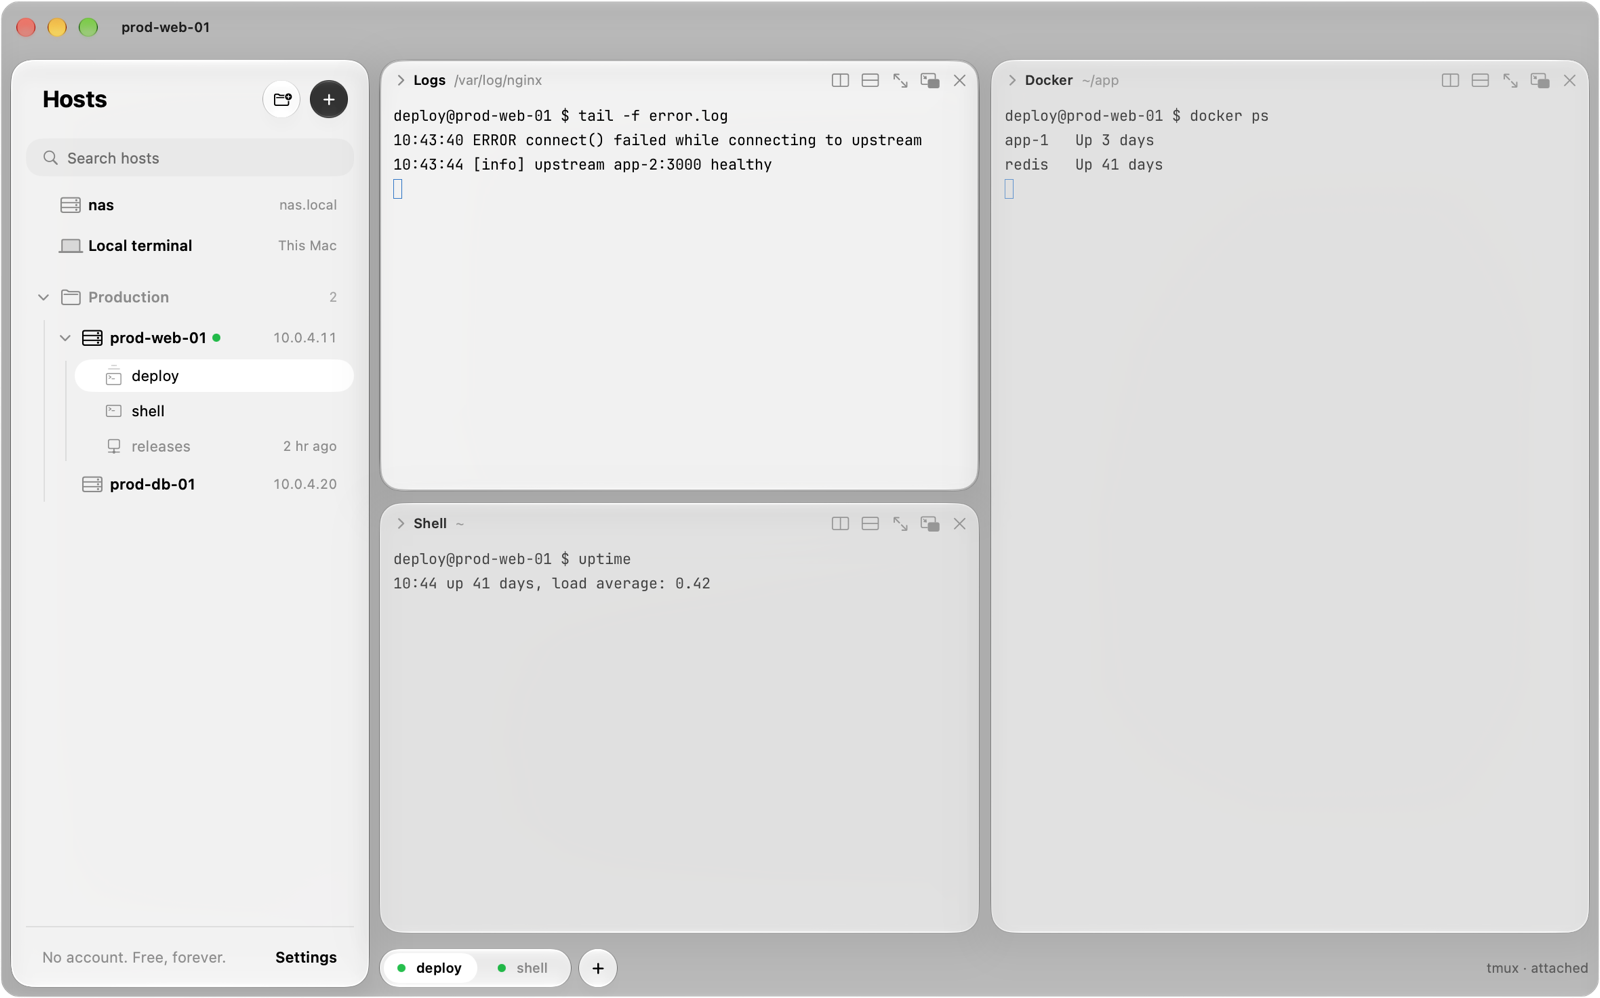 prod-web-01
Hosts
Search hosts
nas nas.local
Local terminal This Mac
Production 2
prod-web-01 10.0.4.11
deploy
shell
releases 2 hr ago
prod-db-01 10.0.4.20
No account. Free, forever. Settings
Logs /var/log/nginx
deploy@prod-web-01 $ tail -f error.log
10:43:40 ERROR connect() failed while connecting to upstream
10:43:44 [info] upstream app-2:3000 healthy
Shell ~
deploy@prod-web-01 $ uptime
10:44 up 41 days, load average: 0.42
Docker ~/app
deploy@prod-web-01 $ docker ps
app-1 Up 3 days
redis Up 41 days
deploy shell
tmux · attached